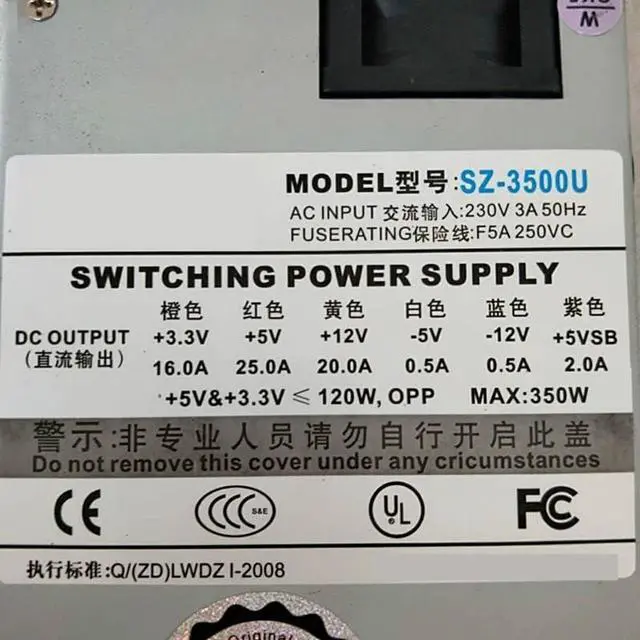 MODEL型号:SZ-3500U
AC INPUT 交流输入:230V 3A 50Hz
FUSERATING保险线:F5A 250VC
SWITCHING POWER SUPPLY
橙色 红色 黄色 白色 蓝色 紫色
DC OUTPUT +3.3V +5V +12V -5V -12V +5VSB
(直流输出) 16.0A 25.0A 20.0A 0.5A 0.5A 2.0A
+5V&+3.3V ≤ 120W, OPP MAX:350W
警示:非专业人员请勿自行开启此盖
Do not remove this cover under any cricumstances
CE CCC S&E UL FC
执行标准:Q/(ZD)LWDZ I-2008
Original